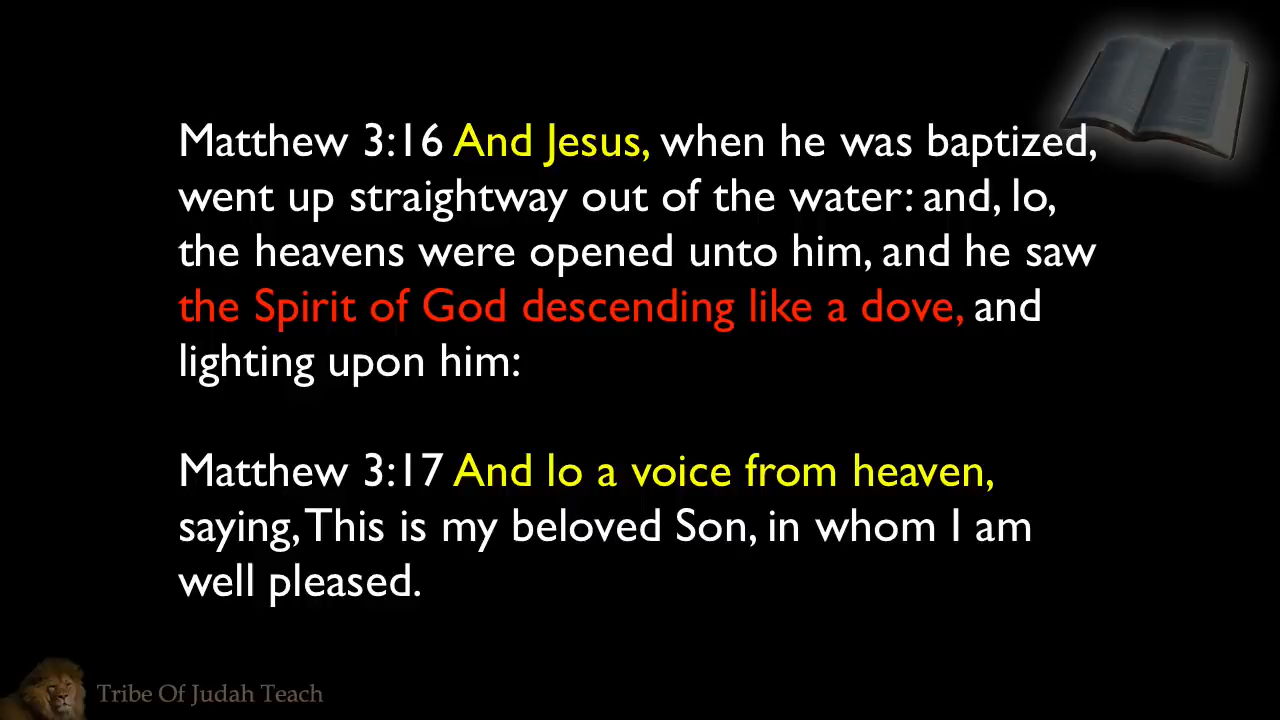 Matthew 3:16 And Jesus, when he was baptized,
went up straightway out of the water: and, lo,
the heavens were opened unto him, and he saw
the Spirit of God descending like a dove, and
lighting upon him:
Matthew 3:17 And lo a voice from heaven,
saying, This is my beloved Son, in whom I am
well pleased.
Tribe Of Judah Teach